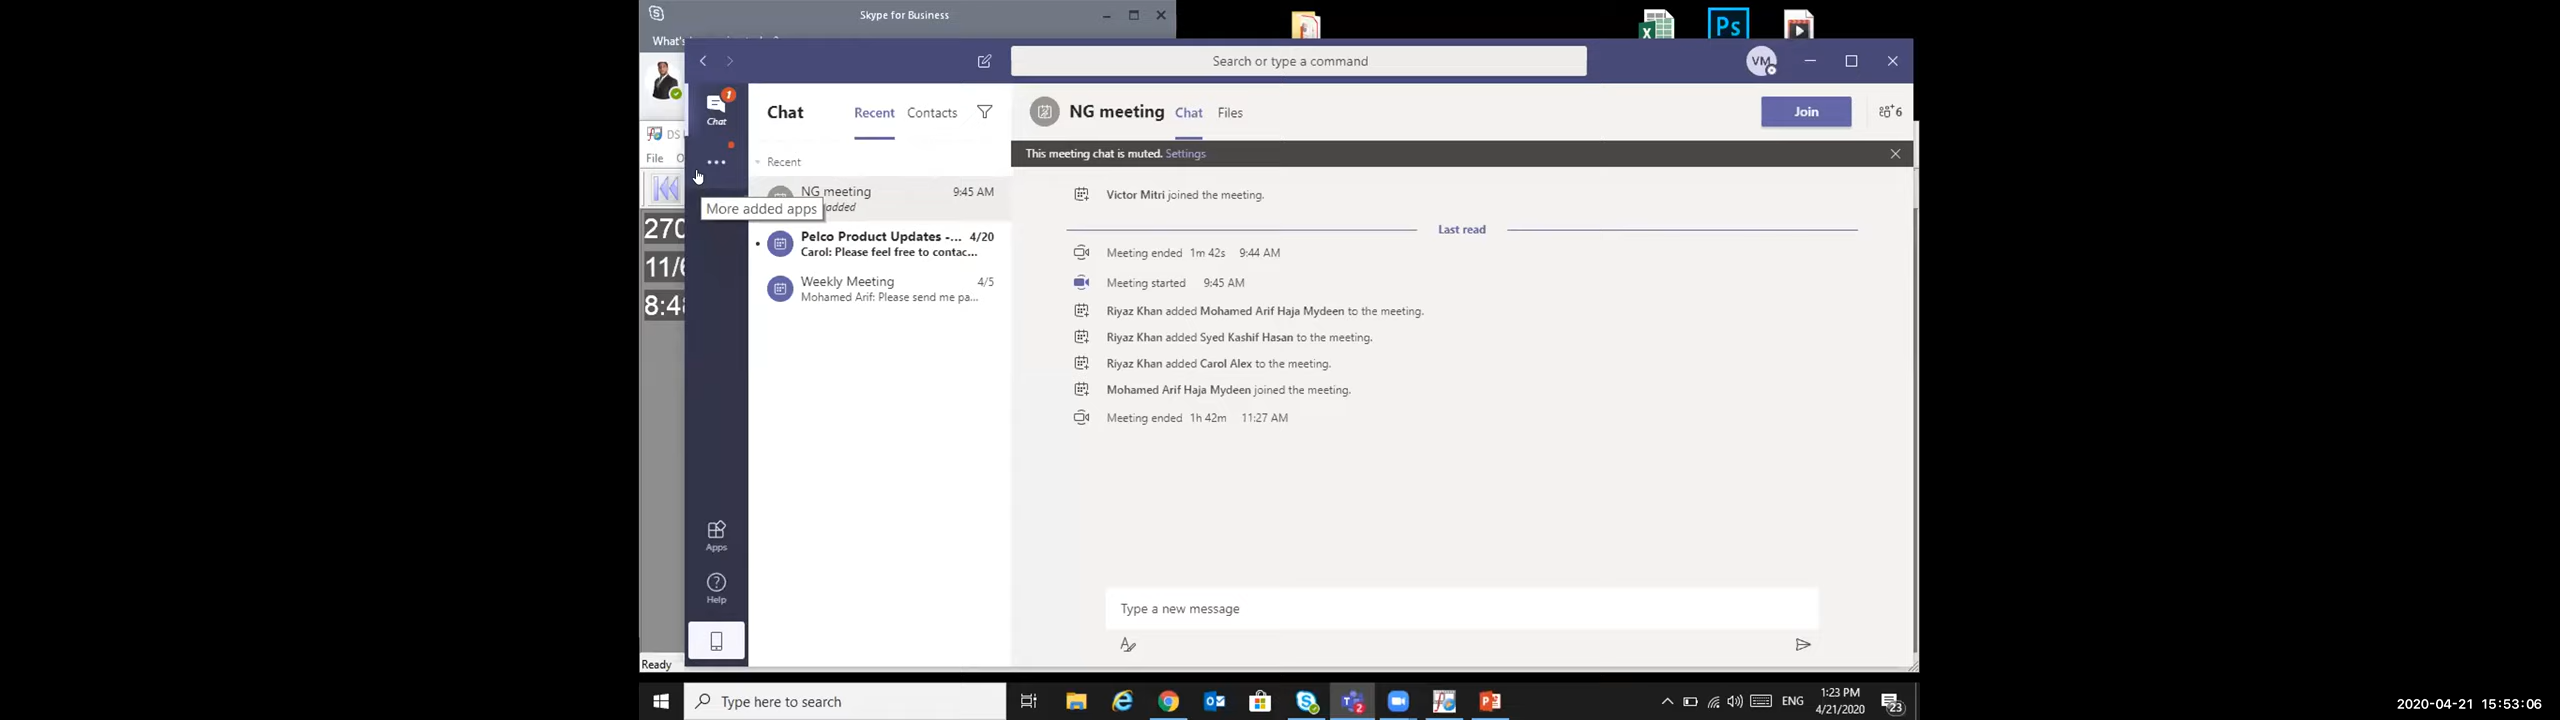 Skype for Business
What's
Ps
Search or type a command
VM
1
Chat
Chat
Recent
Contacts
NG meeting
Chat
Files
Join
6
DS
File
This meeting chat is muted. Settings
Recent
NG meeting
9:45 AM
added
More added apps
Victor Mitri joined the meeting.
Last read
270
11/6
8:48
Pelco Product Updates -...
4/20
Carol: Please feel free to contac...
Weekly Meeting
4/5
Mohamed Arif: Please send me pa...
Meeting ended 1m 42s 9:44 AM
Meeting started 9:45 AM
Riyaz Khan added Mohamed Arif Haja Mydeen to the meeting.
Riyaz Khan added Syed Kashif Hasan to the meeting.
Riyaz Khan added Carol Alex to the meeting.
Mohamed Arif Haja Mydeen joined the meeting.
Meeting ended 1h 42m 11:27 AM
Apps
Help
Type a new message
Ready
Type here to search
ENG
1:23 PM
4/21/2020
23
2020-04-21 15:53:06